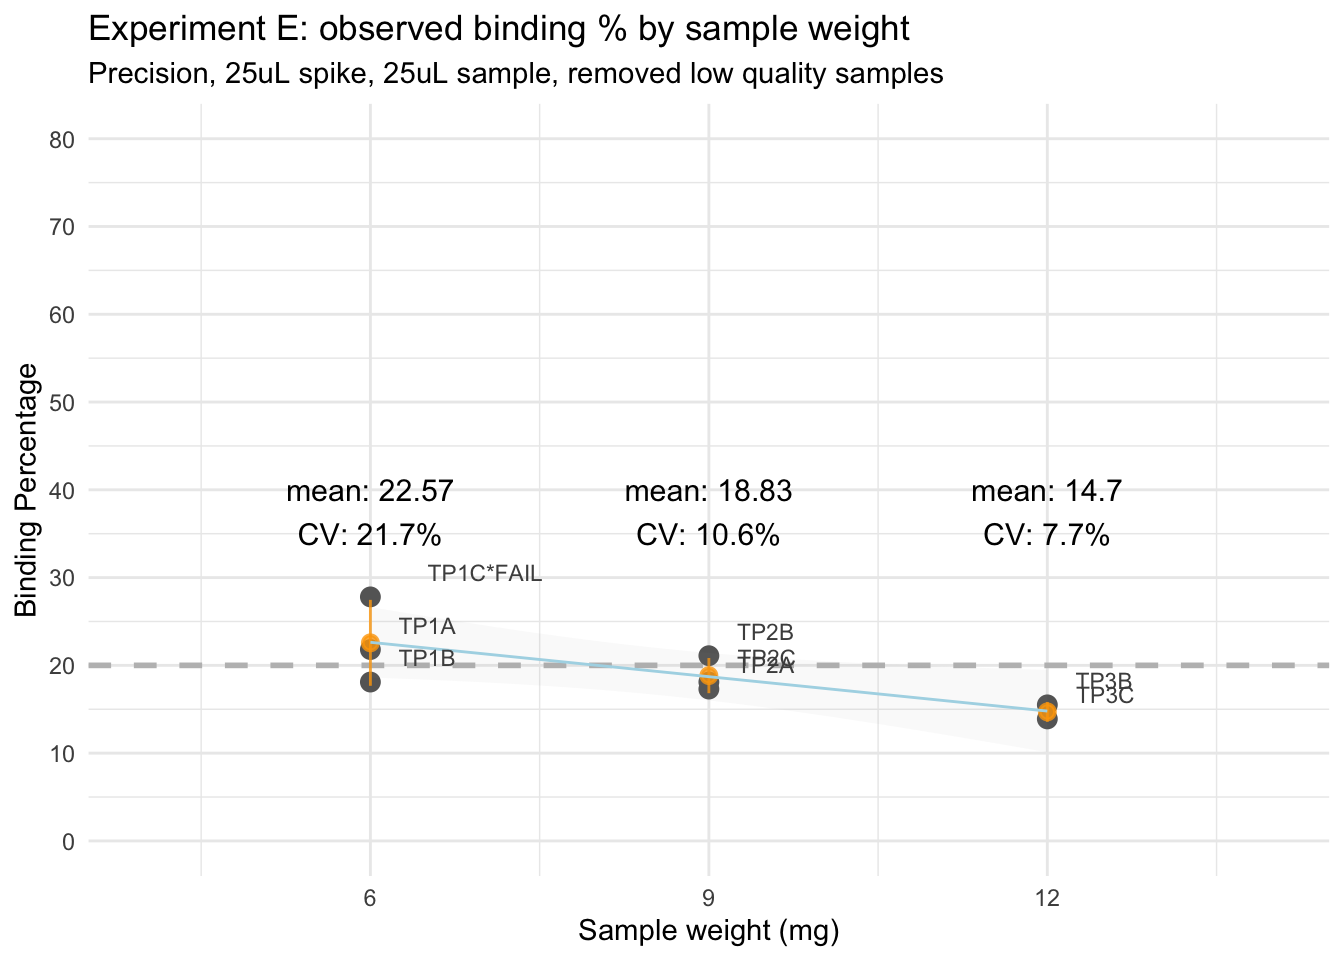 Experiment E: observed binding % by sample weight
Precision, 25uL spike, 25uL sample, removed low quality samples
Binding Percentage
80
70
60
50
40
30
20
10
0
mean: 22.57
CV: 21.7%
mean: 18.83
CV: 10.6%
mean: 14.7
CV: 7.7%
TP1C*FAIL
TP1A
TP1B
TP2B
TP2C
TP2A
TP3B
TP3C
6
9
12
Sample weight (mg)